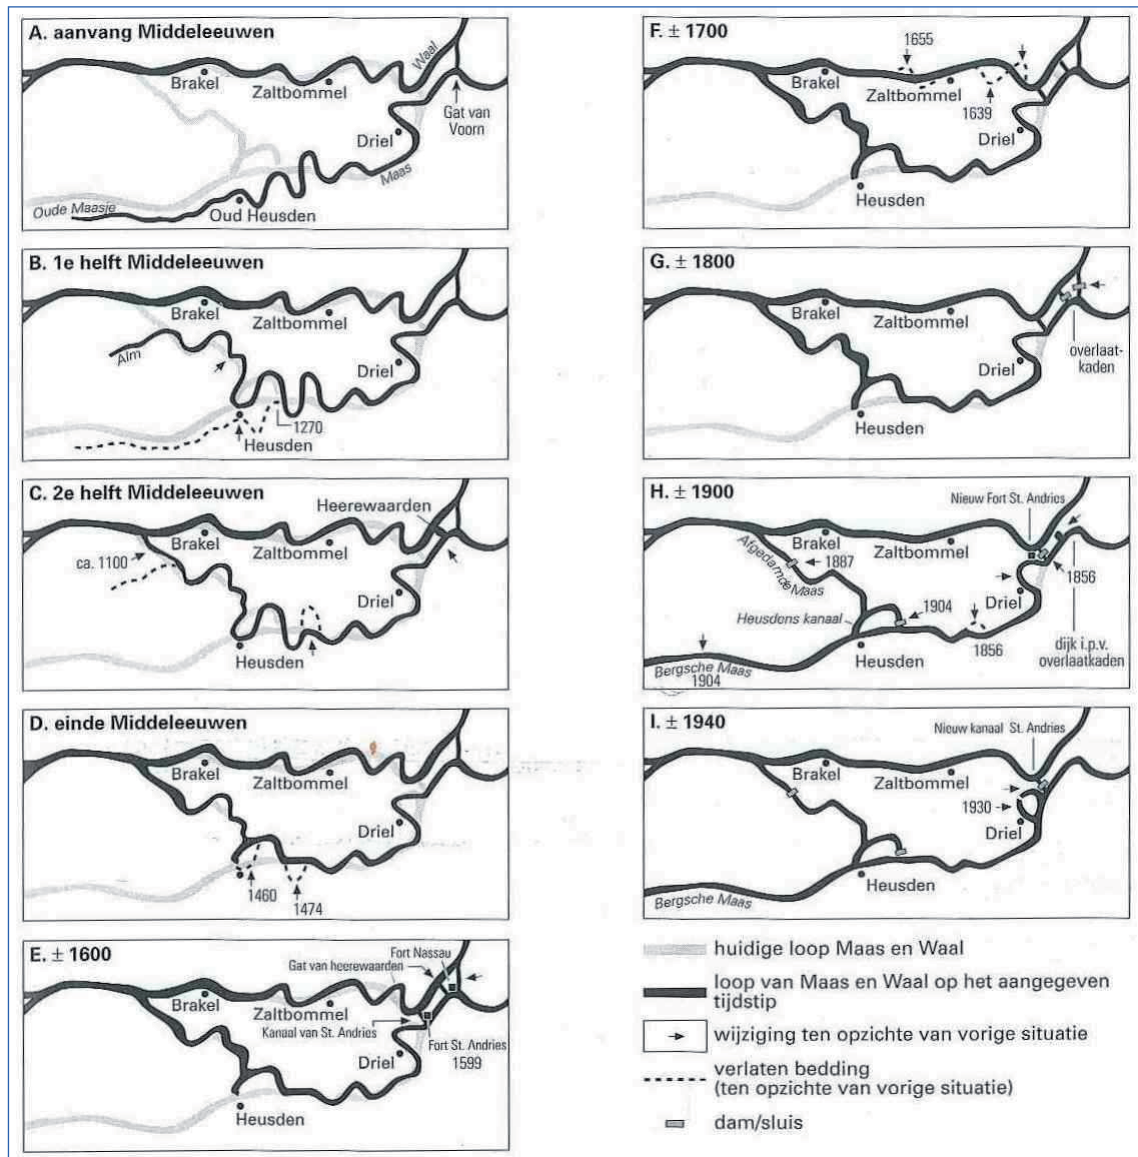 A. aanvang Middeleeuwen
Waal
Brakel
Zaltbommel
Gat van
Voorn
Driel
Maas
Oude Maasje
Oud Heusden
B. 1e helft Middeleeuwen
Brakel
Zaltbommel
Alm
Driel
1270
Heusden
C. 2e helft Middeleeuwen
Heerewaarden
Brakel
ca. 1100
Zaltbommel
Driel
Heusden
D. einde Middeleeuwen
Brakel
Zaltbommel
Driel
1460
1474
E. ± 1600
Fort Nassau
Gat van heerewaarden
Brakel
Zaltbommel
Kanaal van St. Andries
Driel
Fort St. Andries
1599
Heusden
F. ± 1700
1655
Brakel
Zaltbommel
1639
Driel
Heusden
G. ± 1800
Brakel
Zaltbommel
Driel
overlaat-
kaden
Heusden
H. ± 1900
Nieuw Fort St. Andries
Brakel
Zaltbommel
Afgedamde
Maas
1887
1856
Driel
1904
Heusdens kanaal
Heusden
1856
dijk i.p.v.
overlaatkaden
Bergsche Maas
1904
I. ± 1940
Nieuw kanaal St. Andries
Brakel
Zaltbommel
1930
Driel
Heusden
Bergsche Maas
huidige loop Maas en Waal
loop van Maas en Waal op het aangegeven
tijdstip
wijziging ten opzichte van vorige situatie
verlaten bedding
(ten opzichte van vorige situatie)
dam/sluis